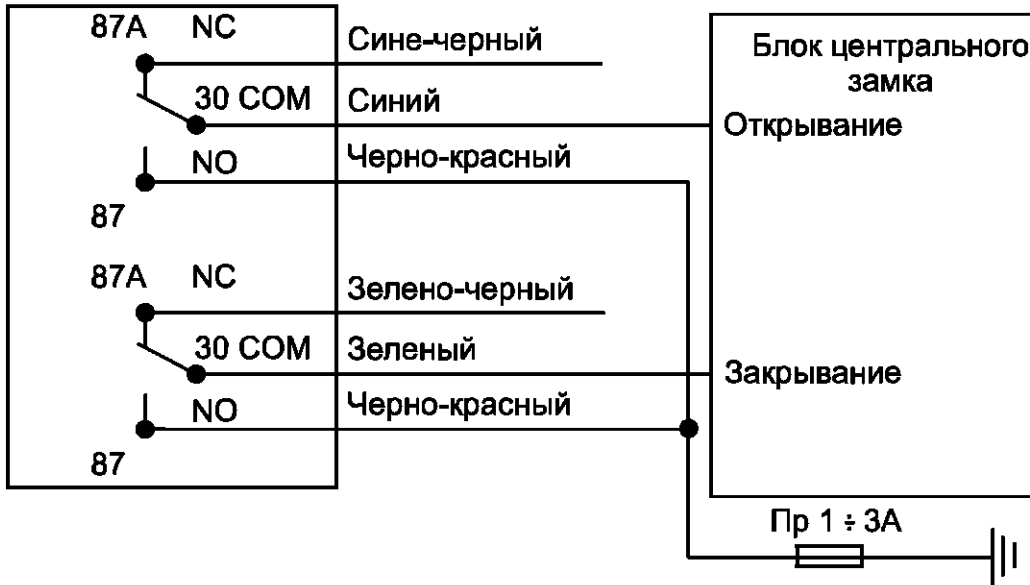 87A NC
Сине-черный
30 COM
Синий
NO
Черно-красный
87
87A NC
Зелено-черный
30 COM
Зеленый
NO
Черно-красный
87
Блок центрального
замка
Открывание
Закрывание
Пр 1 ÷ 3А